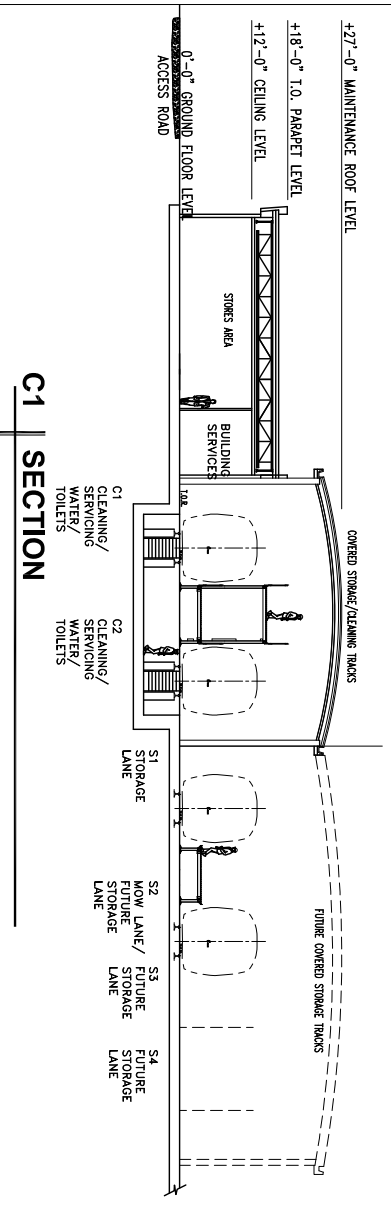 +27'-0" MAINTENANCE ROOF LEVEL
+18'-0" T.O. PARAPET LEVEL
+12'-0" CEILING LEVEL
0'-0" GROUND FLOOR LEVEL
ACCESS ROAD
STORES AREA
BUILDING
SERVICES
T.O.R.
COVERED STORAGE/CLEANING TRACKS
FUTURE COVERED STORAGE TRACKS
C1
CLEANING/
SERVICING
WATER/
TOILETS
C2
CLEANING/
SERVICING
WATER/
TOILETS
S1
STORAGE
LANE
S2
MOW LANE/
FUTURE
STORAGE
LANE
S3
FUTURE
STORAGE
LANE
S4
FUTURE
STORAGE
LANE
C1 SECTION